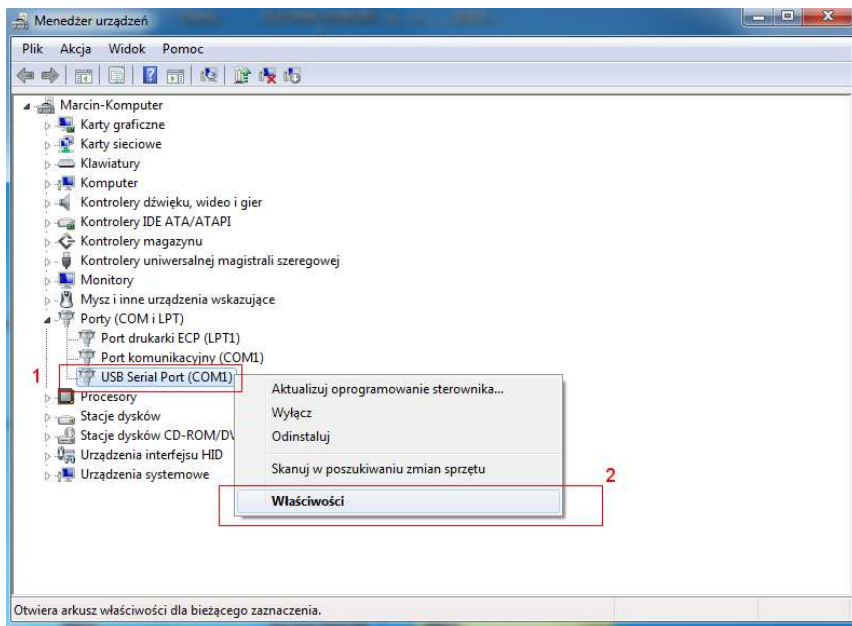 Menedżer urządzeń
Plik Akcja Widok Pomoc
Marcin-Komputer
Karty graficzne
Karty sieciowe
Klawiatury
Komputer
Kontrolery dźwięku, wideo i gier
Kontrolery IDE ATA/ATAPI
Kontrolery magazynu
Kontrolery uniwersalnej magistrali szeregowej
Monitory
Mysz i inne urządzenia wskazujące
Porty (COM i LPT)
Port drukarki ECP (LPT1)
Port komunikacyjny (COM1)
1 USB Serial Port (COM1)
Procesory
Stacje dysków
Stacje dysków CD-ROM/DV
Urządzenia interfejsu HID
Urządzenia systemowe
Aktualizuj oprogramowanie sterownika...
Wyłącz
Odinstaluj
Skanuj w poszukiwaniu zmian sprzętu
2
Właściwości
Otwiera arkusz właściwości dla bieżącego zaznaczenia.